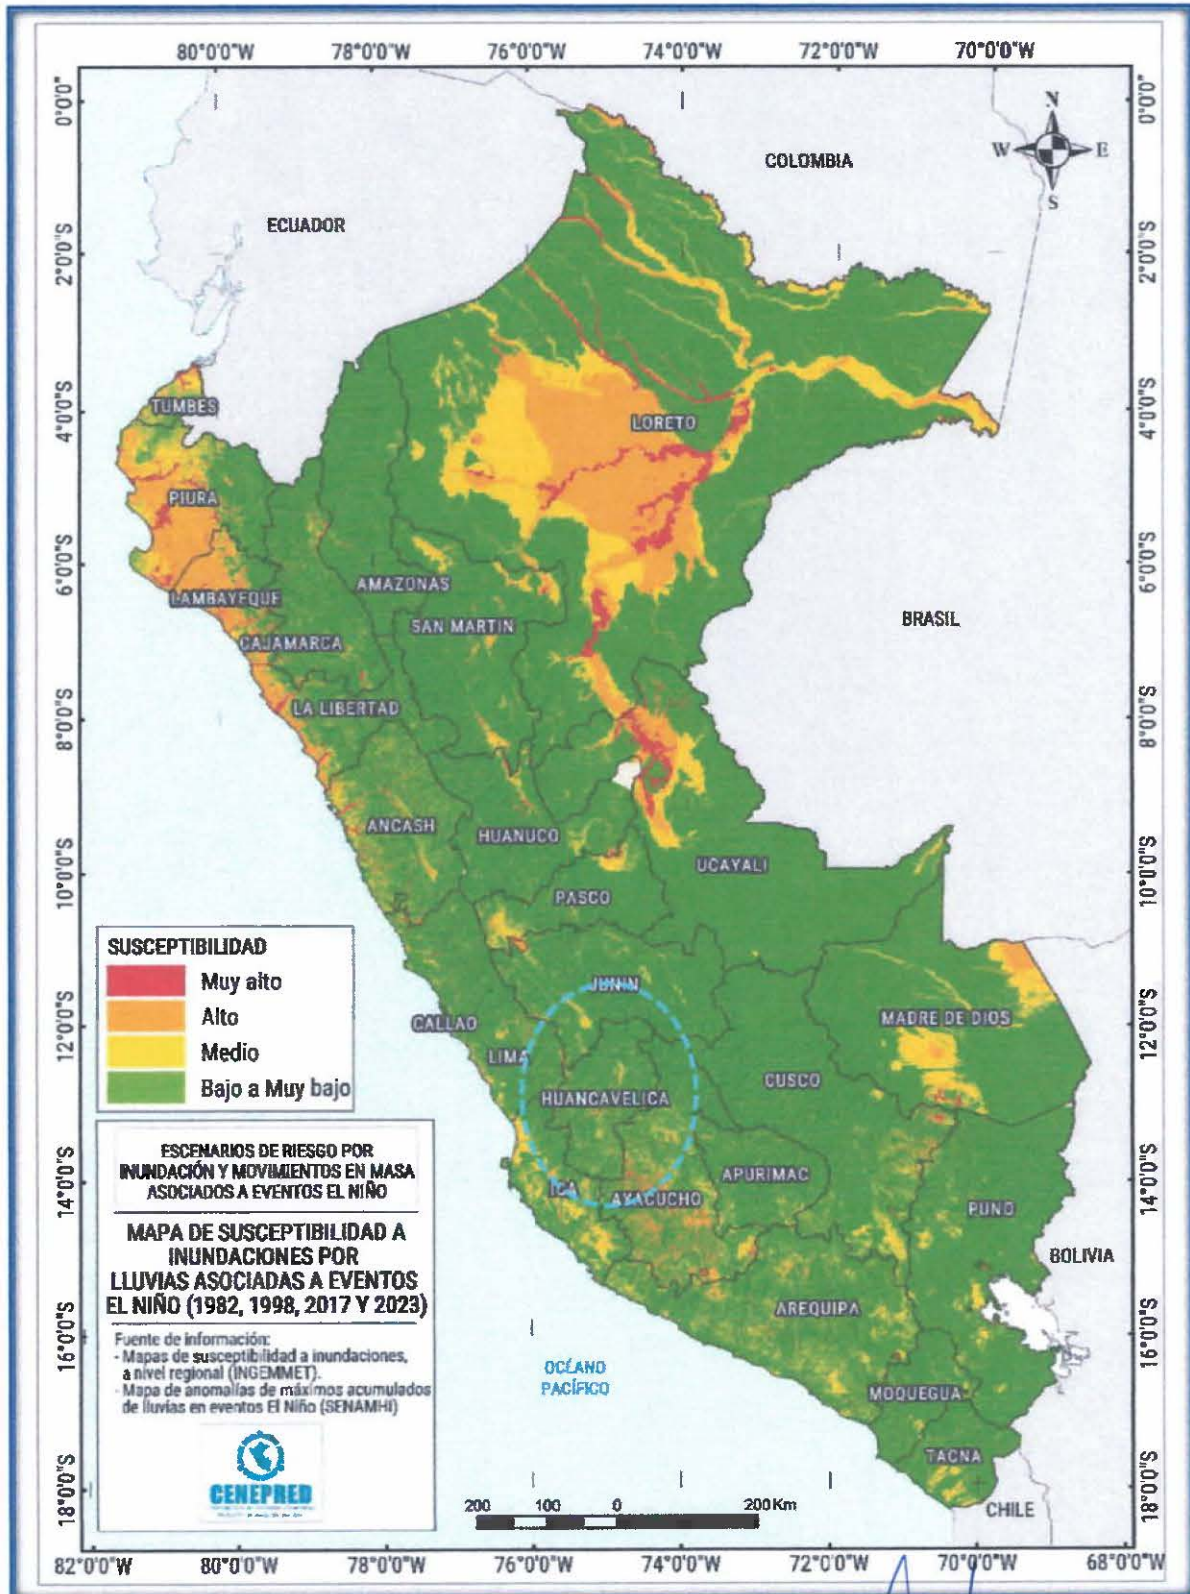 80°0'0"W 78°0'0"W 76°0'0"W 74°0'0"W 72°0'0"W 70°0'0"W
0°0'0"
2°0'0"S
4°0'0"S
6°0'0"S
8°0'0"S
10°0'0"S
12°0'0"S
14°0'0"S
16°0'0"S
18°0'0"S
0°0'0"
2°0'0"S
4°0'0"S
6°0'0"S
8°0'0"S
10°0'0"S
12°0'0"S
14°0'0"S
16°0'0"S
18°0'0"S
N
W E
S
COLOMBIA
ECUADOR
TUMBES
LORETO
PIURA
AMAZONAS
LAMBAYEQUE
SAN MARTIN
BRASIL
CAJAMARCA
LA LIBERTAD
ANCASH
HUANUCO
UCAYALI
PASCO
JUNIN
MADRE DE DIOS
CALLAO
LIMA
CUSCO
HUANCAVELICA
APURIMAC
ICA
AYACUCHO
PUNO
BOLIVIA
AREQUIPA
OCÉANO
PACÍFICO
MOQUEGUA
TACNA
CHILE
SUSCEPTIBILIDAD
Muy alto
Alto
Medio
Bajo a Muy bajo
ESCENARIOS DE RIESGO POR
INUNDACIÓN Y MOVIMIENTOS EN MASA
ASOCIADOS A EVENTOS EL NIÑO
MAPA DE SUSCEPTIBILIDAD A
INUNDACIONES POR
LLUVIAS ASOCIADAS A EVENTOS
EL NIÑO (1982, 1998, 2017 Y 2023)
Fuente de información:
- Mapas de susceptibilidad a inundaciones,
a nivel regional (INGEMMET).
- Mapa de anomalías de máximos acumulados
de lluvias en eventos El Niño (SENAMHI)
CENEPRED
200 100 0 200 Km
82°0'0"W 80°0'0"W 78°0'0"W 76°0'0"W 74°0'0"W 72°0'0"W 70°0'0"W 68°0'0"W